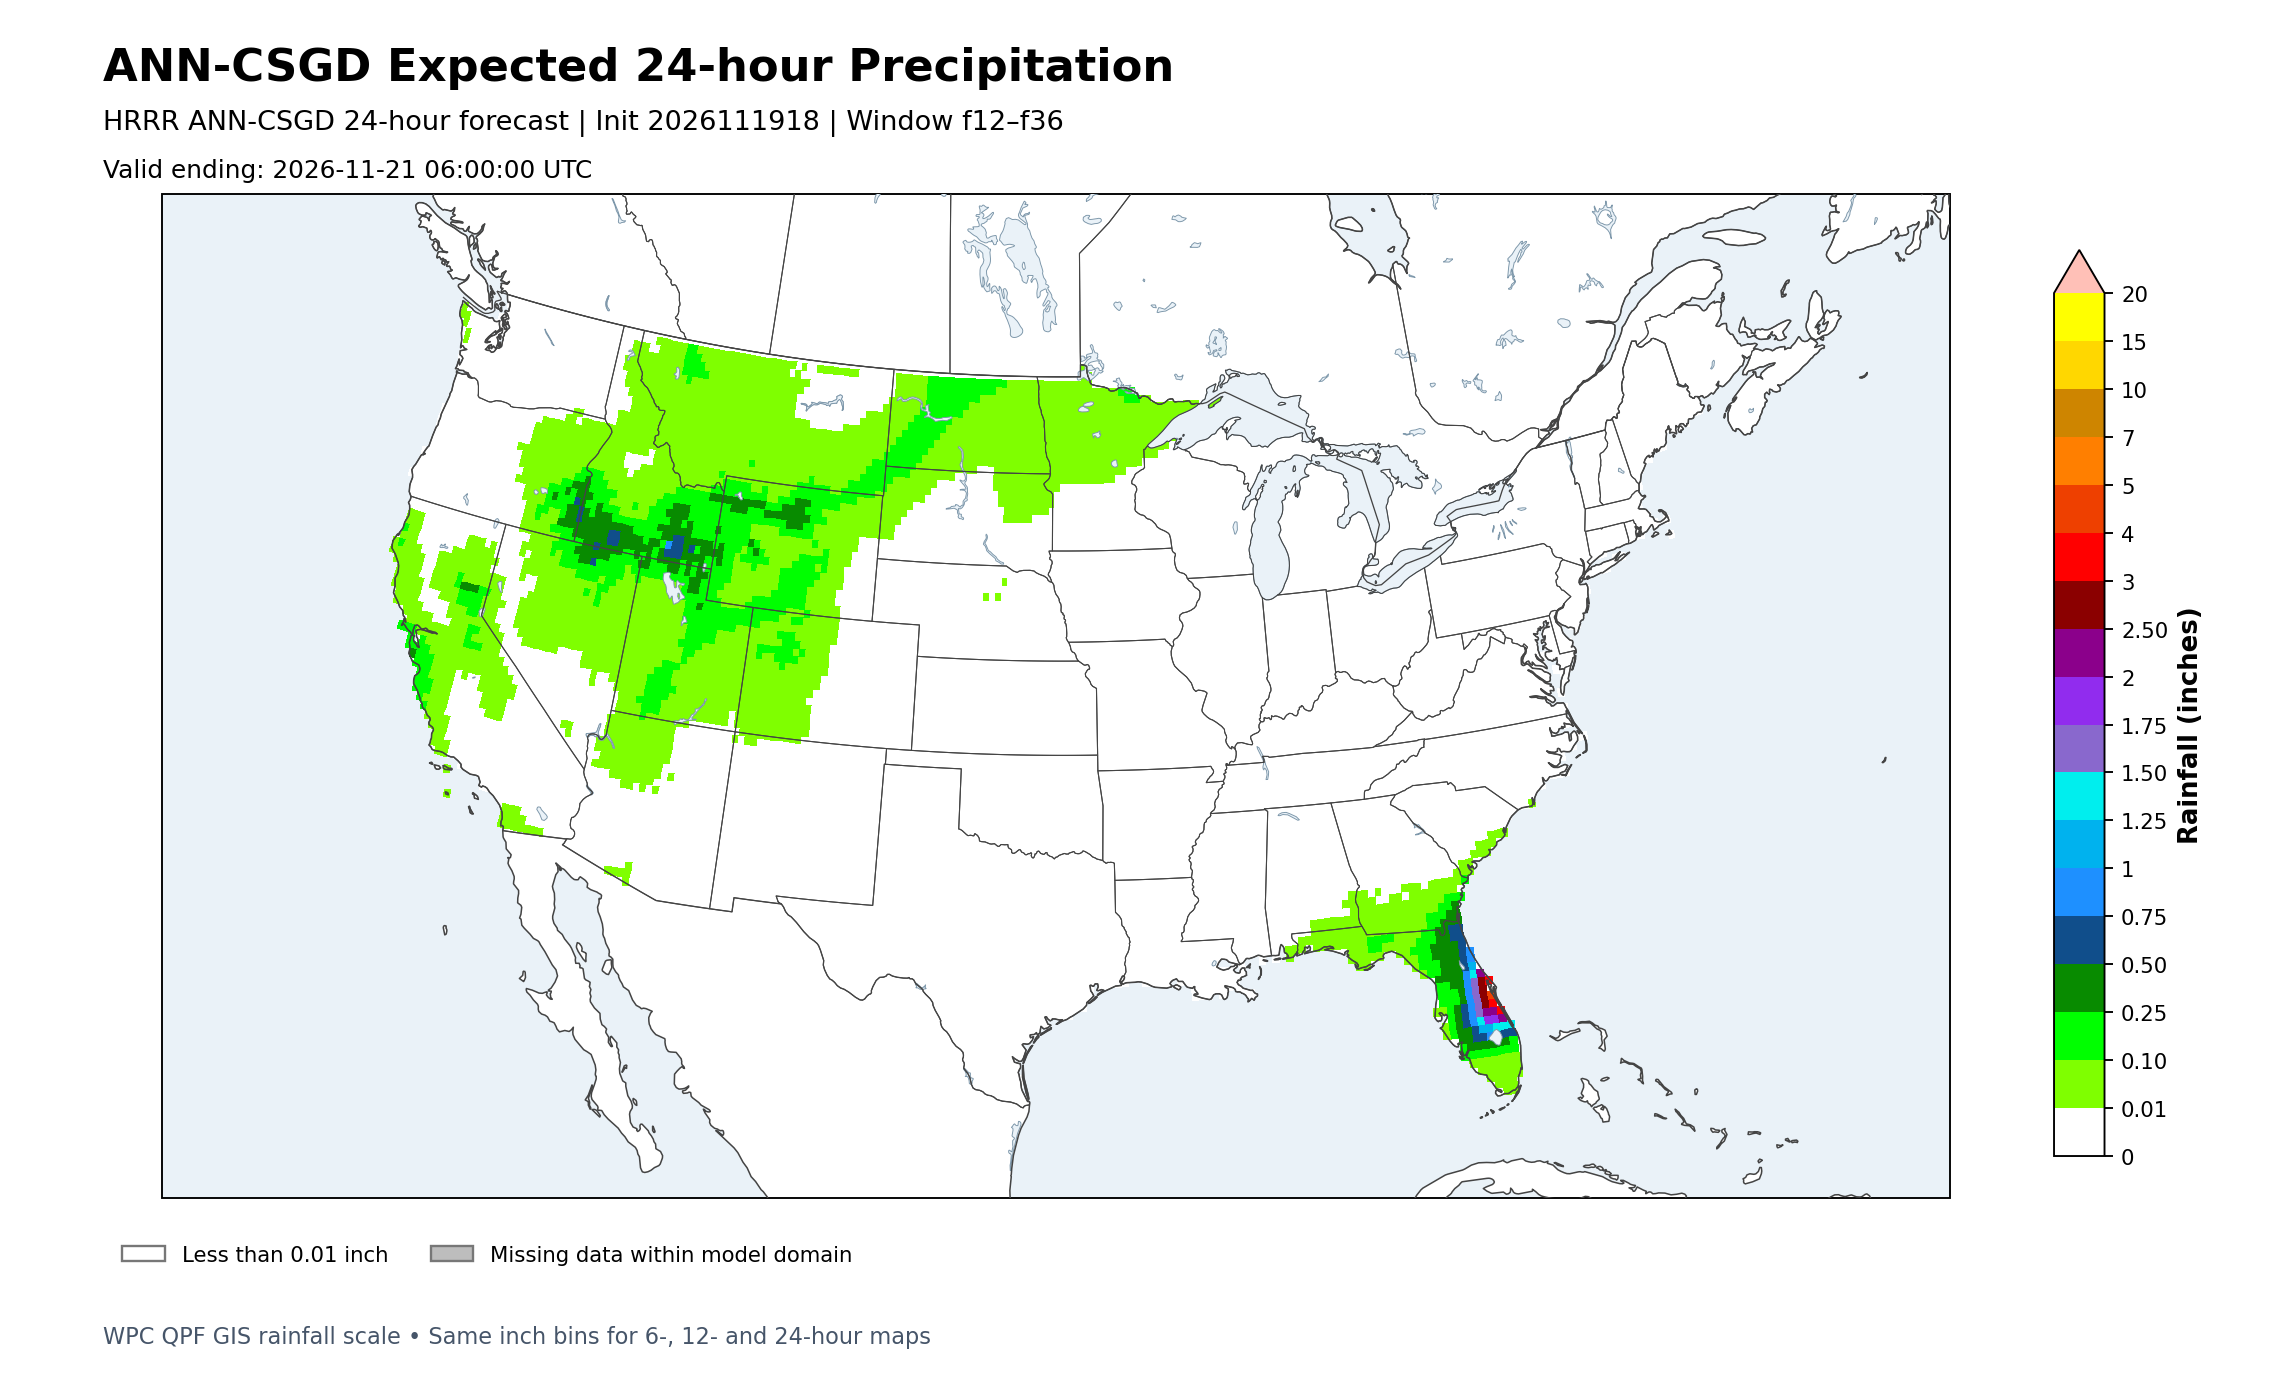 ANN-CSGD Expected 24-hour Precipitation
HRRR ANN-CSGD 24-hour forecast | Init 2026111918 | Window f12–f36
Valid ending: 2026-11-21 06:00:00 UTC
20
15
10
7
5
4
3
2.50
2
1.75
1.50
1.25
1
0.75
0.50
0.25
0.10
0.01
0
Rainfall (inches)
Less than 0.01 inch
Missing data within model domain
WPC QPF GIS rainfall scale • Same inch bins for 6-, 12- and 24-hour maps